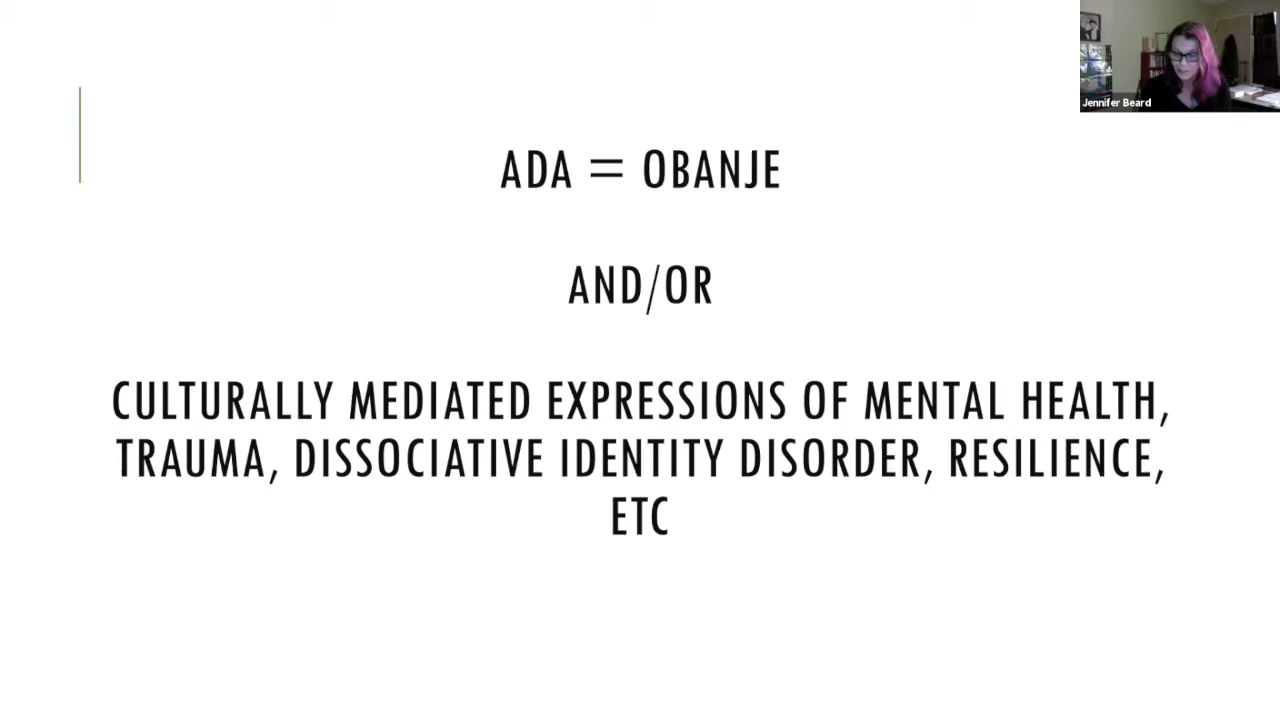 Jennifer Beard
ADA = OBANJE
AND/OR
CULTURALLY MEDIATED EXPRESSIONS OF MENTAL HEALTH,
TRAUMA, DISSOCIATIVE IDENTITY DISORDER, RESILIENCE,
ETC